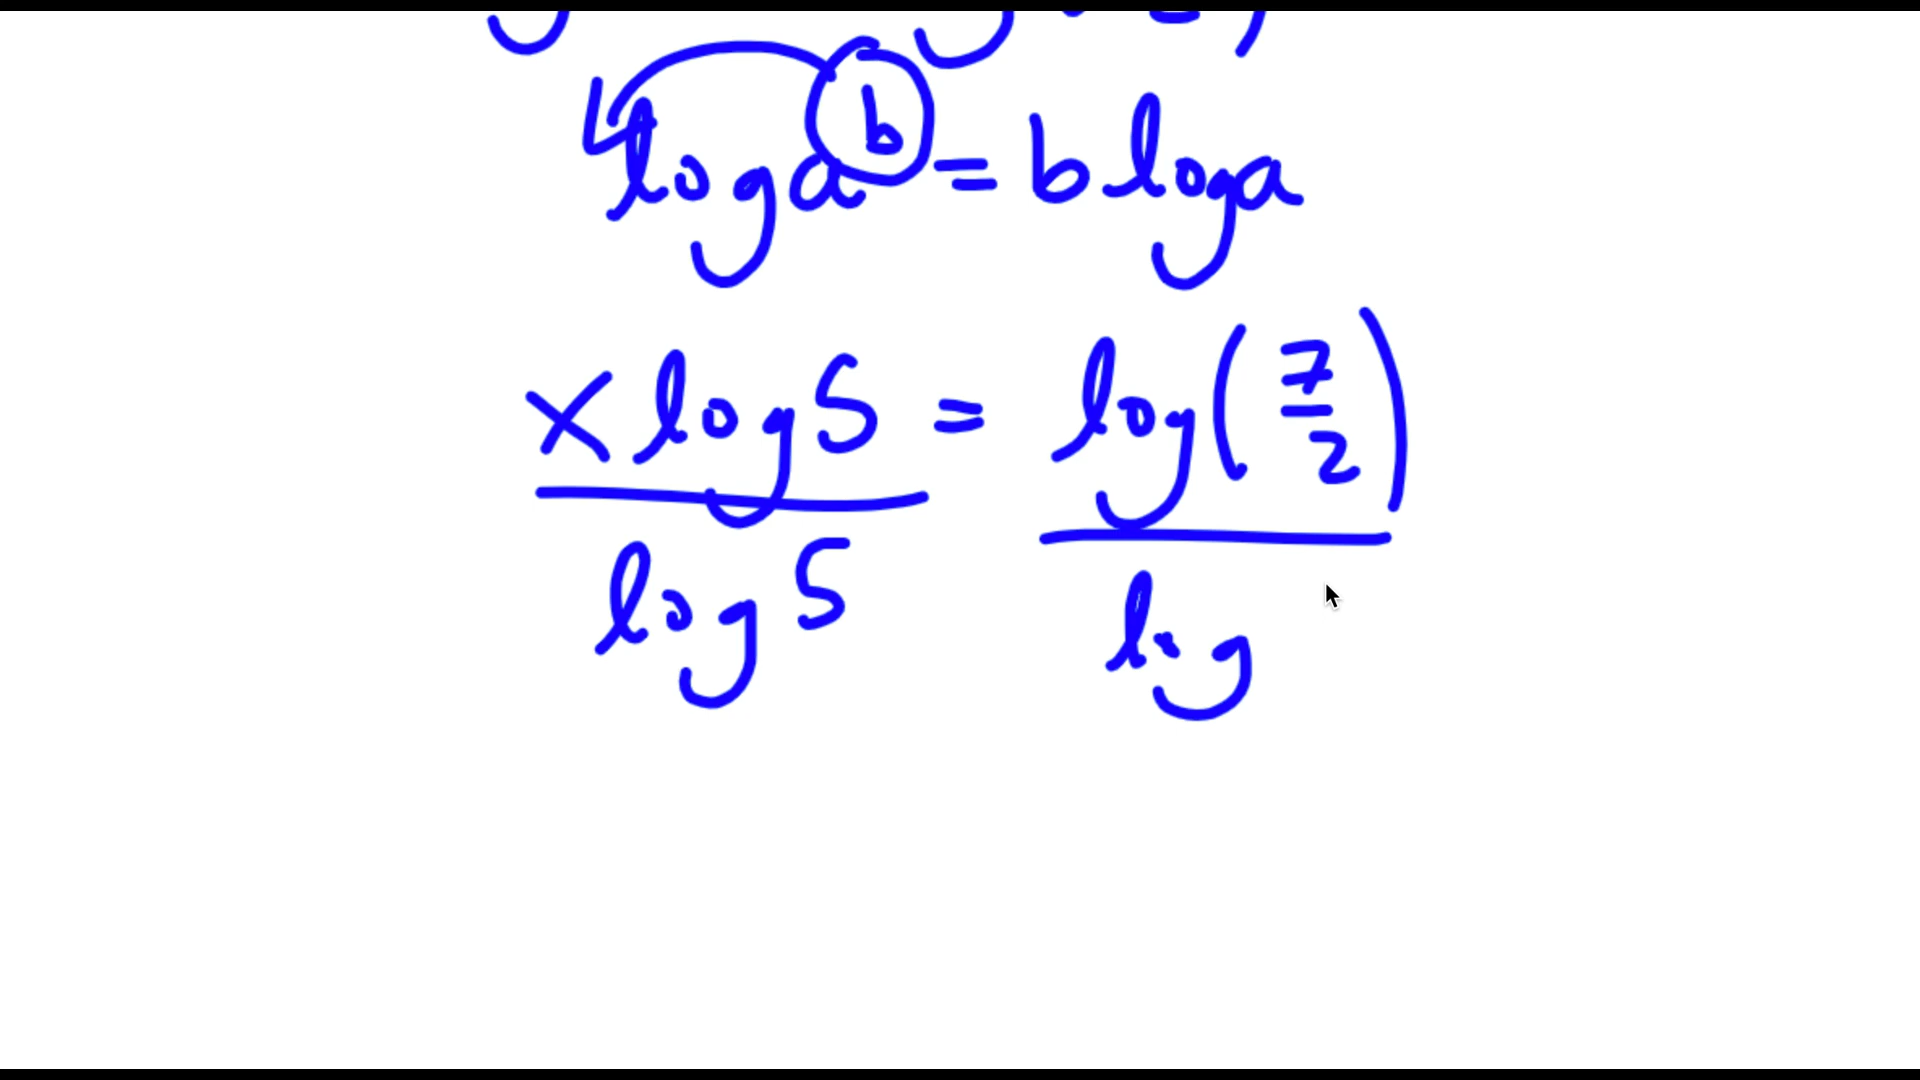 log a^b = b log a
x log 5 = log(7/2)
log 5 log